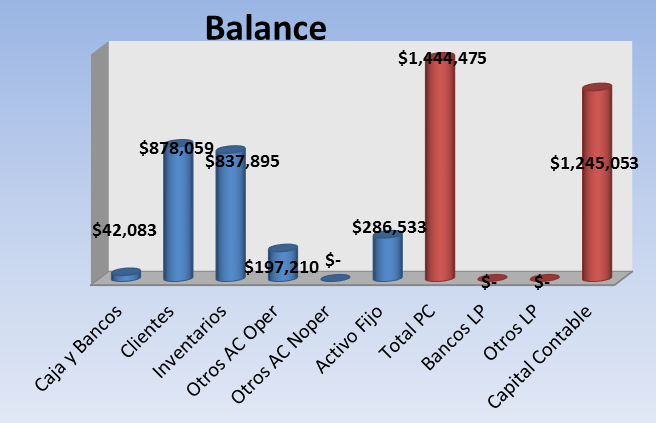 Balance
$1,444,475
$878,059
$837,895
$1,245,053
$42,083
$286,533
$197,210
$-
$-
$-
Caja y Bancos
Clientes
Inventarios
Otros AC Oper
Otros AC Noper
Activo Fijo
Total PC
Bancos LP
Otros LP
Capital Contable